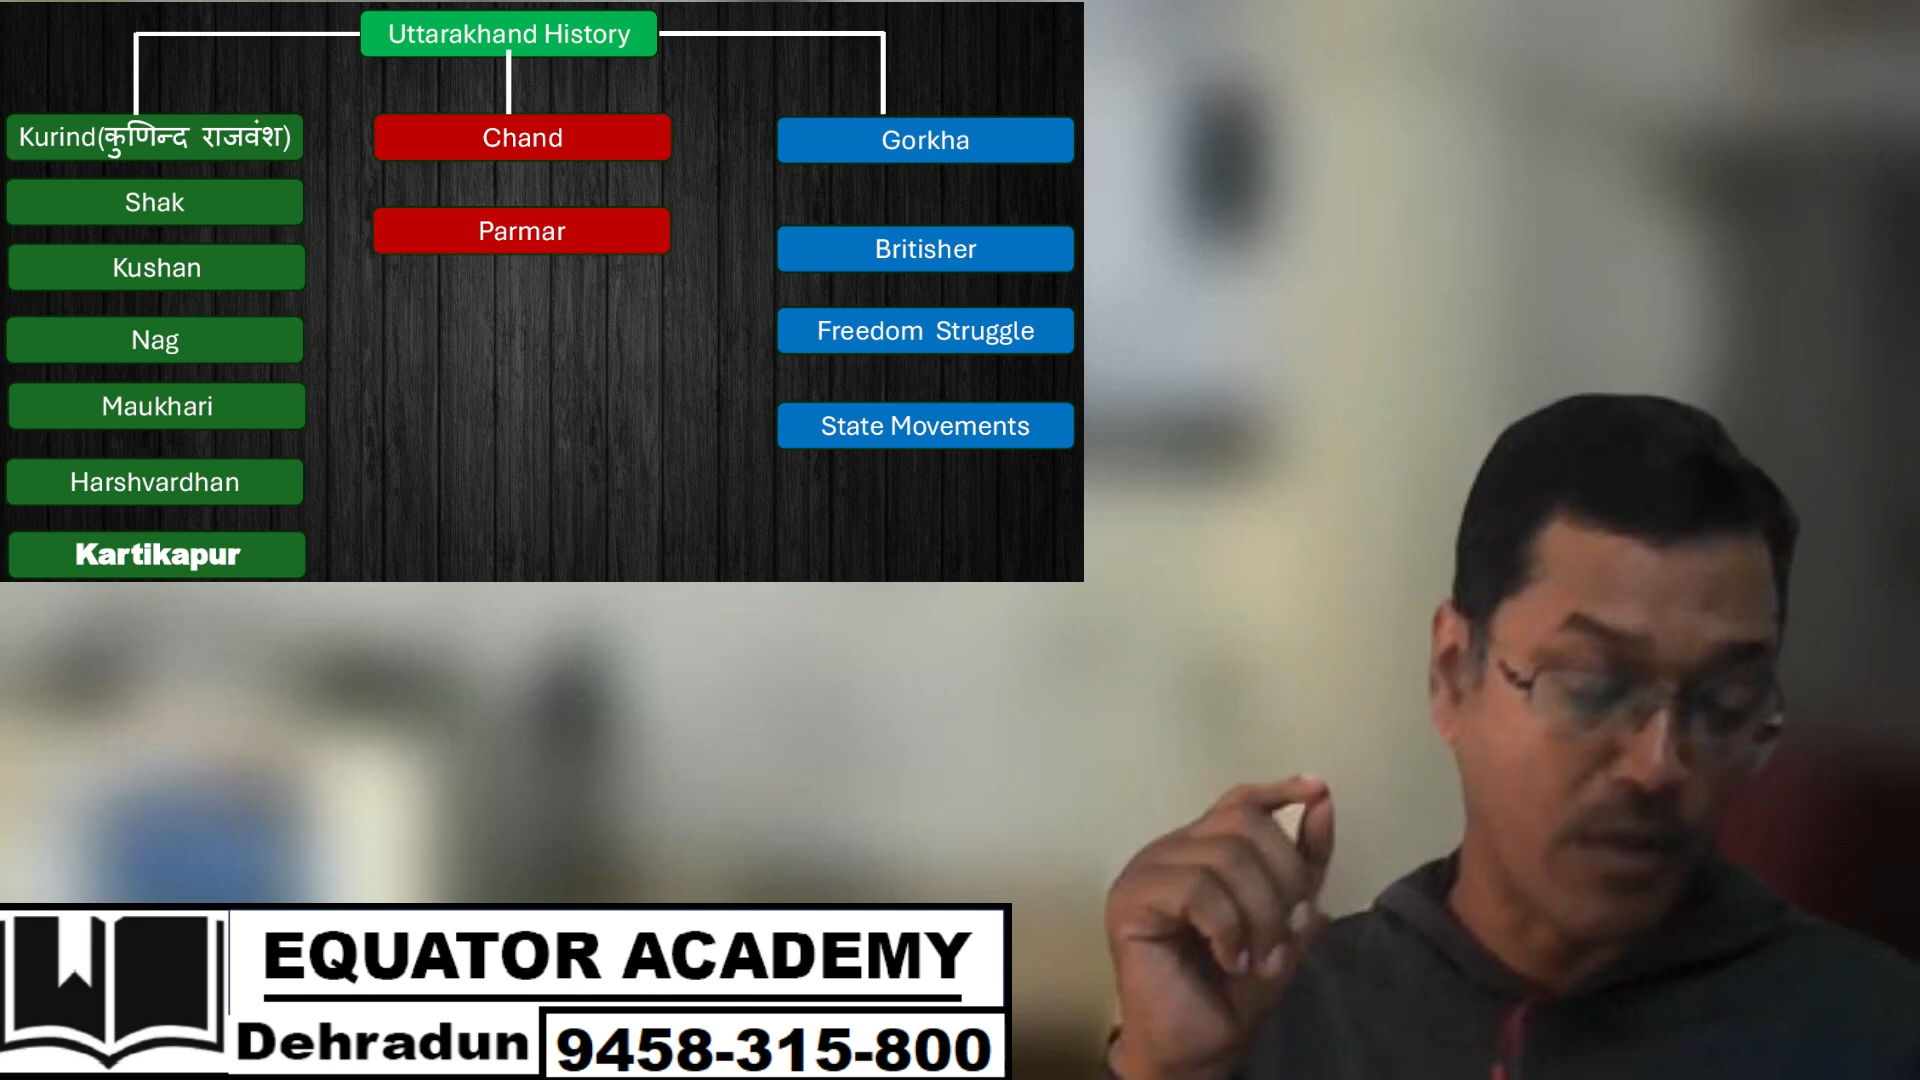 Uttarakhand History
Kurind(कुणिन्द राजवंश)
Shak
Kushan
Nag
Maukhari
Harshvardhan
Kartikapur
Chand
Parmar
Gorkha
Britisher
Freedom Struggle
State Movements
EQUATOR ACADEMY
Dehradun
9458-315-800